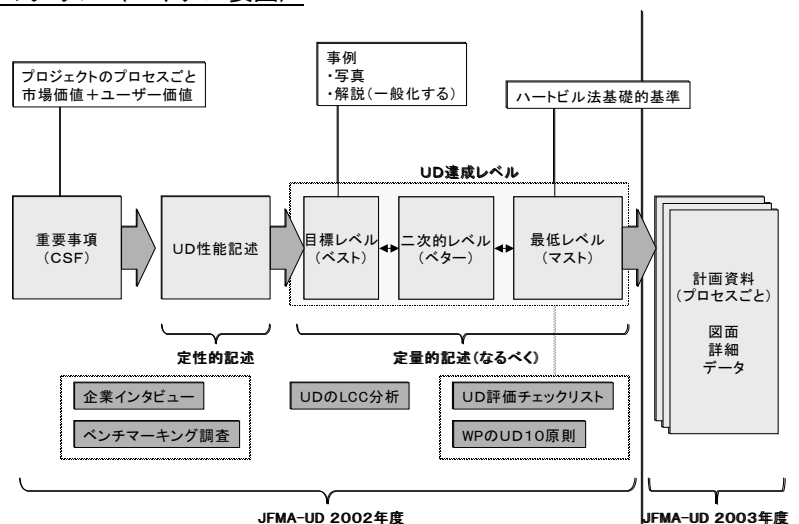 プロジェクトのプロセスごと
市場価値+ユーザー価値
事例
・写真
・解説(一般化する)
ハートビル法基礎的基準
UD達成レベル
重要事項
(CSF)
UD性能記述
目標レベル
(ベスト)
二次的レベル
(ベター)
最低レベル
(マスト)
計画資料
(プロセスごと)
図面
詳細
データ
定性的記述
定量的記述(なるべく)
企業インタビュー
ベンチマーキング調査
UDのLCC分析
UD評価チェックリスト
WPのUD10原則
JFMA-UD 2002年度
JFMA-UD 2003年度